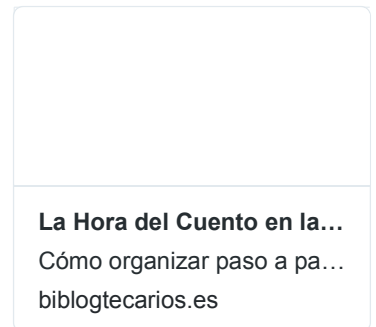 La Hora del Cuento en la…
Cómo organizar paso a pa…
biblogtecarios.es